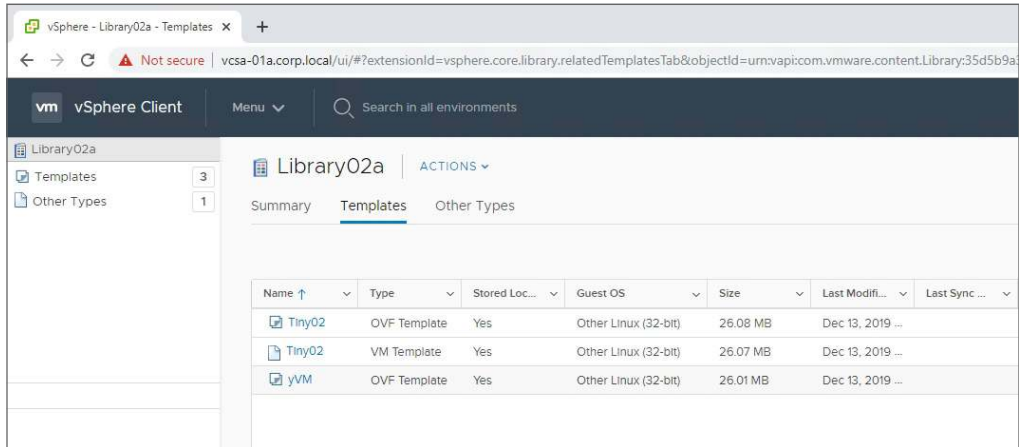 vSphere - Library02a - Templates x +
Not secure | vcsa-01a.corp.local/ui/#?extensionId=vsphere.core.library.relatedTemplatesTab&objectId=urn:vapi:com.vmware.content.Library:35d5b9a
vm vSphere Client Menu Search in all environments
Library02a
Templates 3
Other Types 1
Library02a | ACTIONS
Summary Templates Other Types
Name ↑ Type Stored Loc... Guest OS Size Last Modifi... Last Sync ...
Tiny02 OVF Template Yes Other Linux (32-bit) 26.08 MB Dec 13, 2019 ...
Tiny02 VM Template Yes Other Linux (32-bit) 26.07 MB Dec 13, 2019 ...
yVM OVF Template Yes Other Linux (32-bit) 26.01 MB Dec 13, 2019 ...